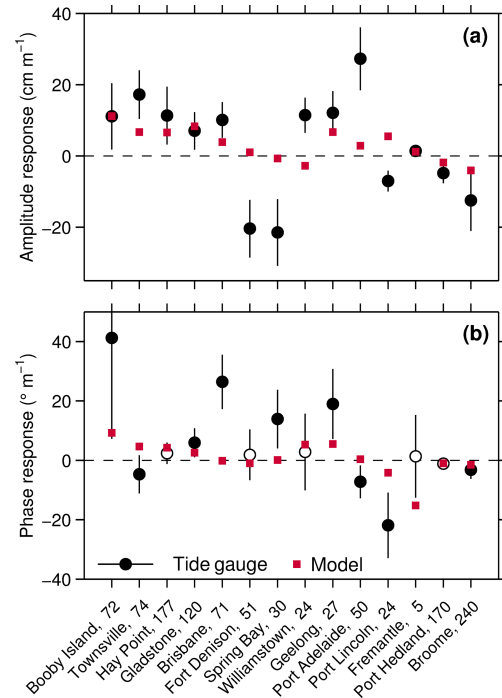 (a)
Amplitude response (cm m⁻¹)
40
20
0
−20
(b)
Phase response (° m⁻¹)
40
20
0
−20
−40
Tide gauge
Model
Booby Island, 72
Townsville, 74
Hay Point, 177
Gladstone, 120
Brisbane, 71
Fort Denison, 51
Spring Bay, 30
Williamstown, 24
Geelong, 27
Port Adelaide, 50
Port Lincoln, 24
Fremantle, 5
Port Hedland, 170
Broome, 240